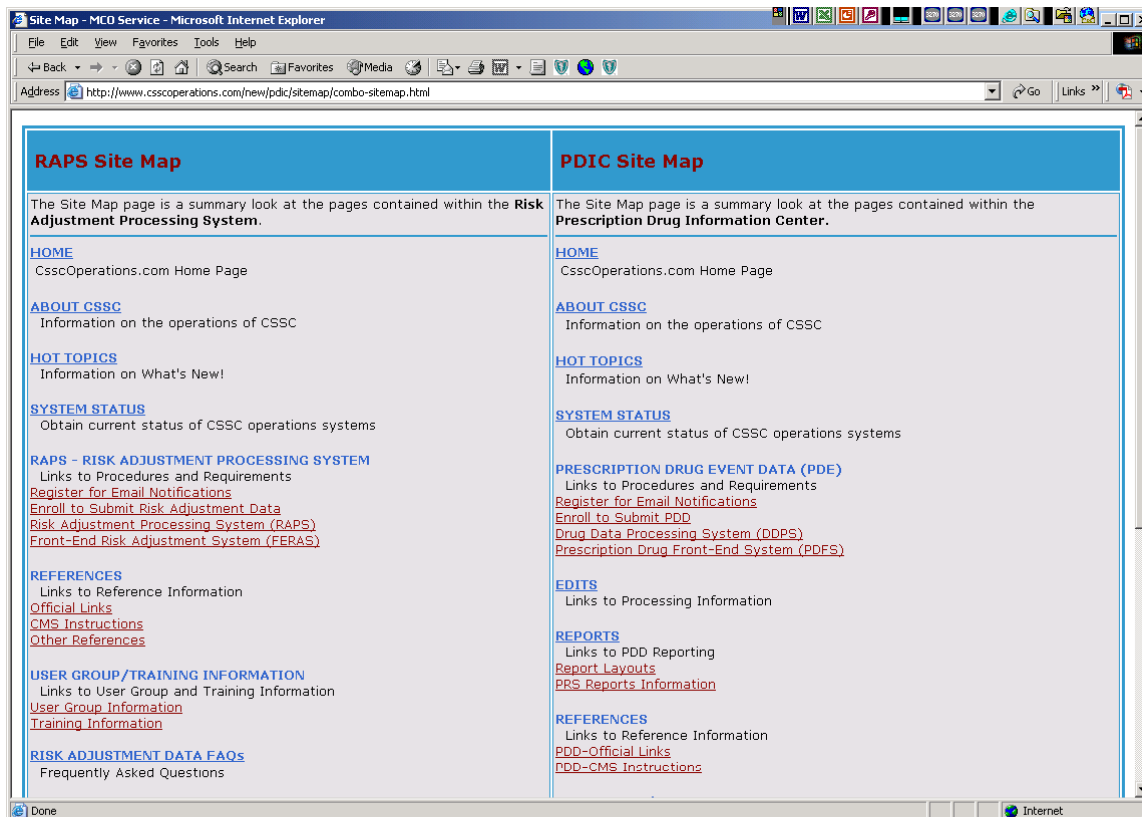 Site Map - MCO Service - Microsoft Internet Explorer
File Edit View Favorites Tools Help
Back Search Favorites Media
Address http://www.csscoperations.com/new/pdic/sitemap/combo-sitemap.html Go Links »
RAPS Site Map
The Site Map page is a summary look at the pages contained within the Risk
Adjustment Processing System.
HOME
CsscOperations.com Home Page
ABOUT CSSC
Information on the operations of CSSC
HOT TOPICS
Information on What's New!
SYSTEM STATUS
Obtain current status of CSSC operations systems
RAPS - RISK ADJUSTMENT PROCESSING SYSTEM
Links to Procedures and Requirements
Register for Email Notifications
Enroll to Submit Risk Adjustment Data
Risk Adjustment Processing System (RAPS)
Front-End Risk Adjustment System (FERAS)
REFERENCES
Links to Reference Information
Official Links
CMS Instructions
Other References
USER GROUP/TRAINING INFORMATION
Links to User Group and Training Information
User Group Information
Training Information
RISK ADJUSTMENT DATA FAQs
Frequently Asked Questions
PDIC Site Map
The Site Map page is a summary look at the pages contained within the
Prescription Drug Information Center.
HOME
CsscOperations.com Home Page
ABOUT CSSC
Information on the operations of CSSC
HOT TOPICS
Information on What's New!
SYSTEM STATUS
Obtain current status of CSSC operations systems
PRESCRIPTION DRUG EVENT DATA (PDE)
Links to Procedures and Requirements
Register for Email Notifications
Enroll to Submit PDD
Drug Data Processing System (DDPS)
Prescription Drug Front-End System (PDFS)
EDITS
Links to Processing Information
REPORTS
Links to PDD Reporting
Report Layouts
PRS Reports Information
REFERENCES
Links to Reference Information
PDD-Official Links
PDD-CMS Instructions
Done Internet